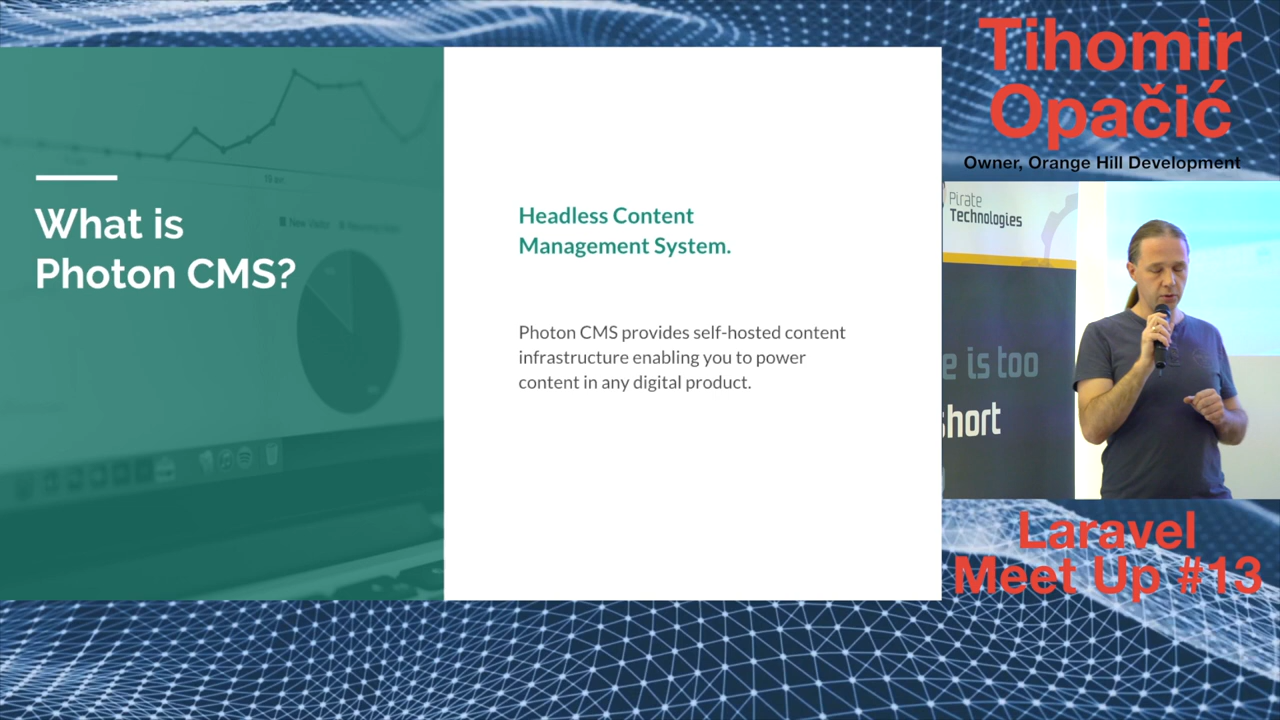 What is
Photon CMS?
Headless Content
Management System.
Photon CMS provides self-hosted content
infrastructure enabling you to power
content in any digital product.
Tihomir
Opačić
Owner, Orange Hill Development
Pirate
Technologies
e is too
short
Laravel
Meet Up #13
New Visitor